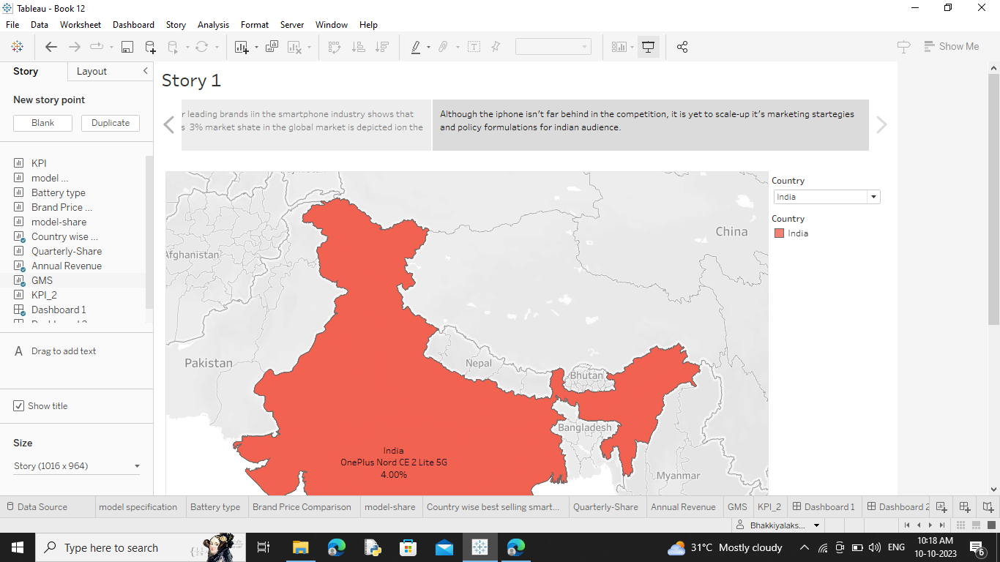 Tableau - Book 12
File Data Worksheet Dashboard Story Analysis Format Server Window Help
Show Me
Story Layout
New story point
Blank Duplicate
KPI
model ...
Battery type
Brand Price ...
model-share
Country wise ...
Quarterly-Share
Annual Revenue
GMS
KPI_2
Dashboard 1
A Drag to add text
Show title
Size
Story (1016 x 964)
Story 1
r leading brands iin the smartphone industry shows that
s 3% market shate in the global market is depicted ion the
Although the iphone isn't far behind in the competition, it is yet to scale-up it's marketing startegies
and policy formulations for indian audience.
Country
India
Country
India
China
Afghanistan
Pakistan
Nepal
Bhutan
Bangladesh
Myanmar
India
OnePlus Nord CE 2 Lite 5G
4.00%
Data Source model specification Battery type Brand Price Comparison model-share Country wise best selling smart... Quarterly-Share Annual Revenue GMS KPI_2 Dashboard 1 Dashboard 2
Bhakkiyalaks...
Type here to search
31°C Mostly cloudy
ENG
10:18 AM
10-10-2023
6